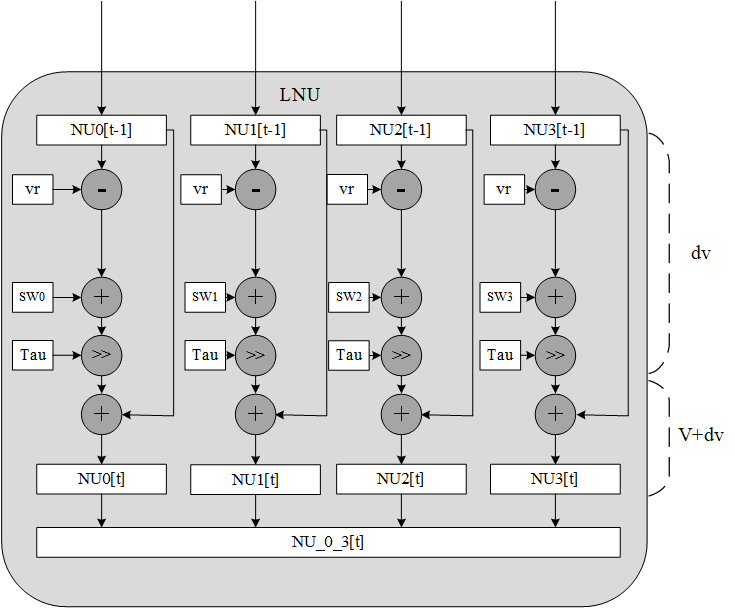 LNU
NU0[t-1] NU1[t-1] NU2[t-1] NU3[t-1]
vr - vr - vr - vr -
dv
SW0 + SW1 + SW2 + SW3 +
Tau >> Tau >> Tau >> Tau >>
+ + + +
V+dv
NU0[t] NU1[t] NU2[t] NU3[t]
NU_0_3[t]